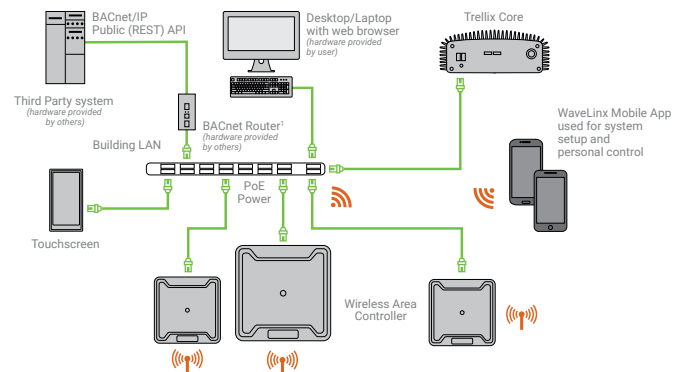 BACnet/IP
Public (REST) API
Desktop/Laptop
with web browser
(hardware provided
by user)
Trellix Core
Third Party system
(hardware provided
by others)
BACnet Router¹
(hardware provided
by others)
Building LAN
WaveLinx Mobile App
used for system
setup and
personal control
PoE
Power
Touchscreen
Wireless Area
Controller